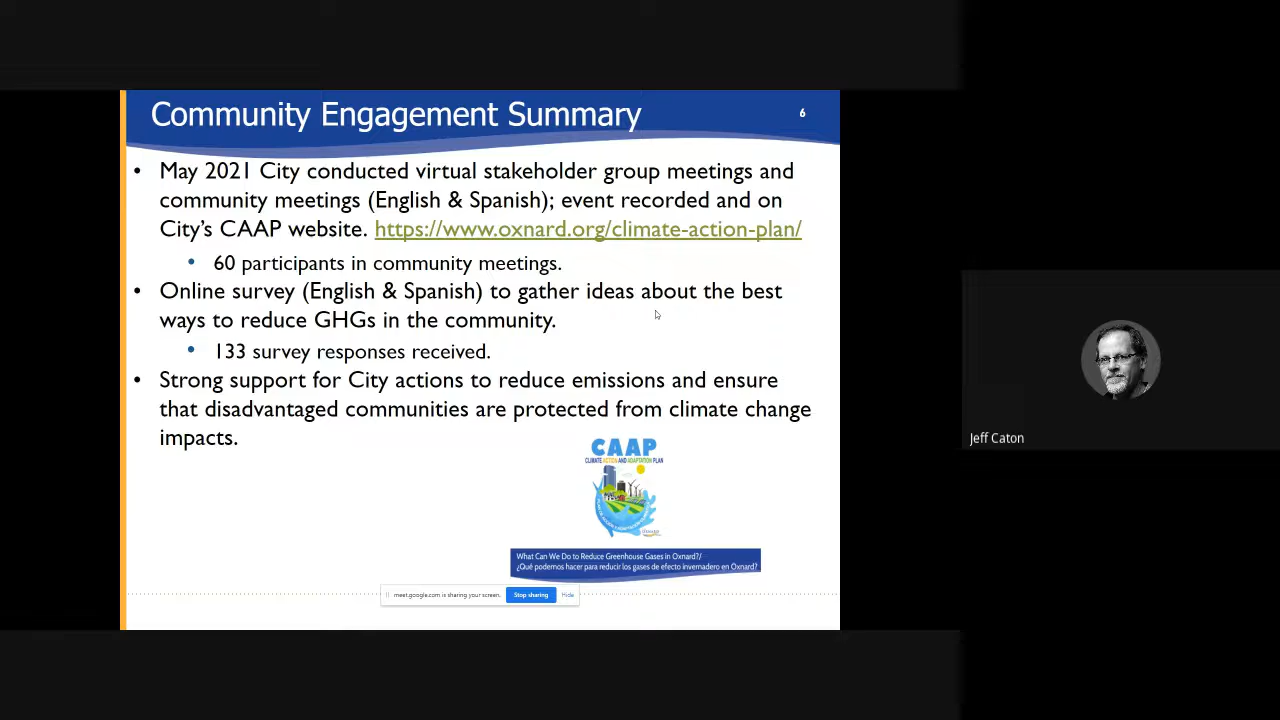 Community Engagement Summary
6
• May 2021 City conducted virtual stakeholder group meetings and
community meetings (English & Spanish); event recorded and on
City's CAAP website. https://www.oxnard.org/climate-action-plan/
• 60 participants in community meetings.
• Online survey (English & Spanish) to gather ideas about the best
ways to reduce GHGs in the community.
• 133 survey responses received.
• Strong support for City actions to reduce emissions and ensure
that disadvantaged communities are protected from climate change
impacts.
CAAP
CLIMATE ACTION AND ADAPTATION PLAN
What Can We Do to Reduce Greenhouse Gases in Oxnard?/
¿Qué podemos hacer para reducir los gases de efecto invernadero en Oxnard?
meet.google.com is sharing your screen.
Stop sharing
Hide
Jeff Caton